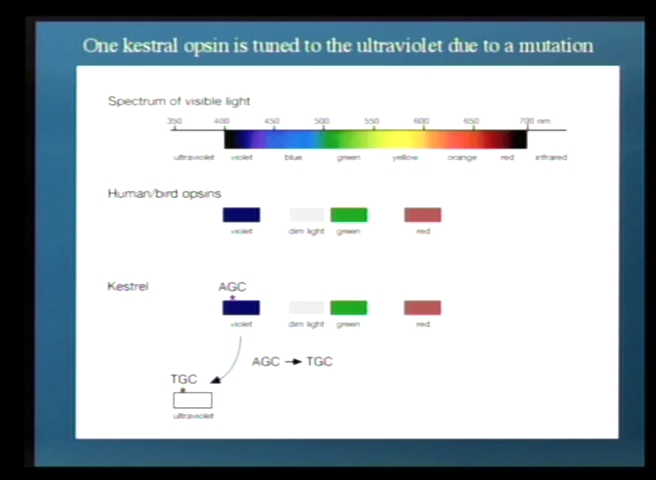 One kestral opsin is tuned to the ultraviolet due to a mutation
Spectrum of visible light
350 400 450 500 550 600 650 700 nm
ultraviolet violet blue green yellow orange red infrared
Human/bird opsins
violet dim light green red
Kestrel AGC
*
violet dim light green red
AGC → TGC
TGC
*
ultraviolet